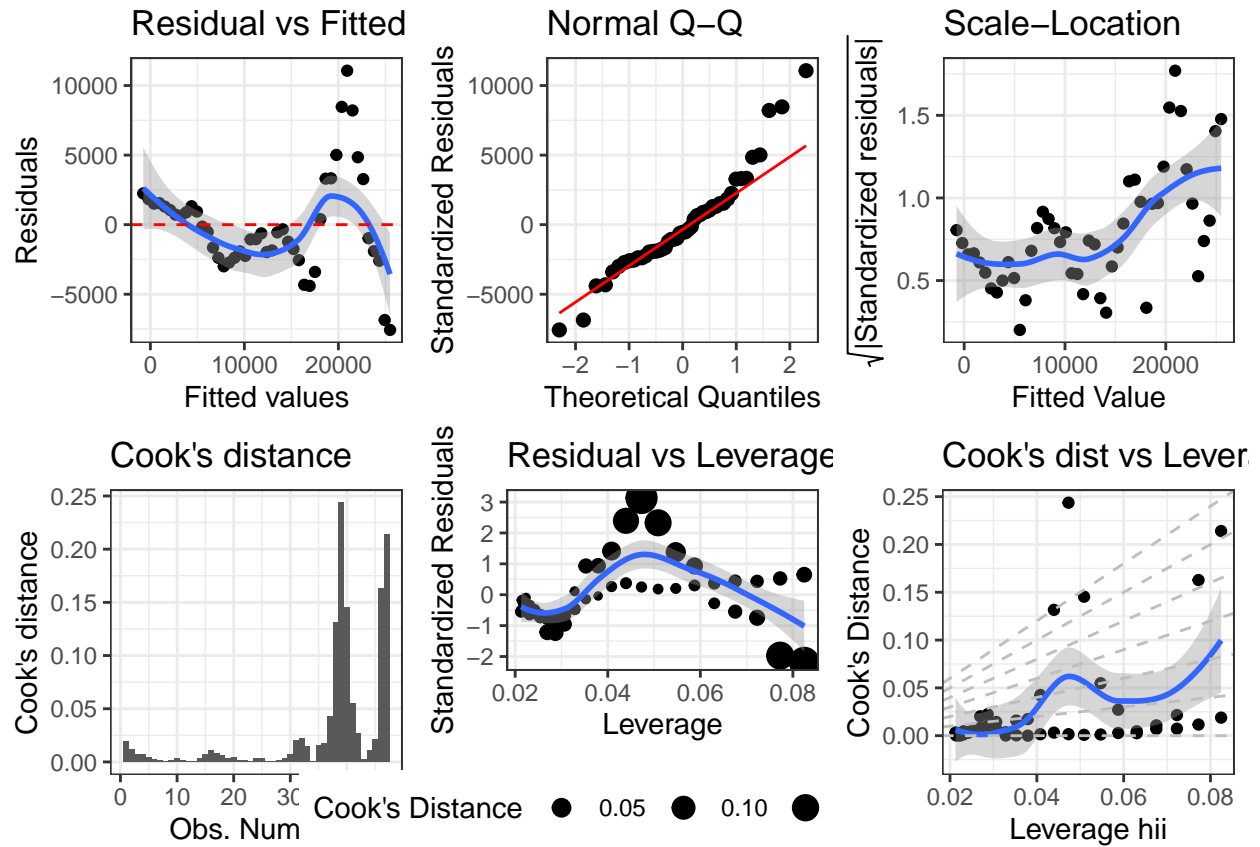 Residual vs Fitted
Normal Q−Q
Scale−Location
10000
5000
0
−5000
Residuals
0
10000
20000
Fitted values
10000
5000
0
−5000
Standardized Residuals
−2
−1
0
1
2
Theoretical Quantiles
1.5
1.0
0.5
√|Standardized residuals|
0
10000
20000
Fitted Value
Cook's distance
Residual vs Leverage
Cook's dist vs Lever
0.25
0.20
0.15
0.10
0.05
0.00
Cook's distance
0
10
20
30
Obs. Num
3
2
1
0
−1
−2
Standardized Residuals
0.02
0.04
0.06
0.08
Leverage
Cook's Distance
0.05
0.10
0.25
0.20
0.15
0.10
0.05
0.00
Cook's Distance
0.02
0.04
0.06
0.08
Leverage hii